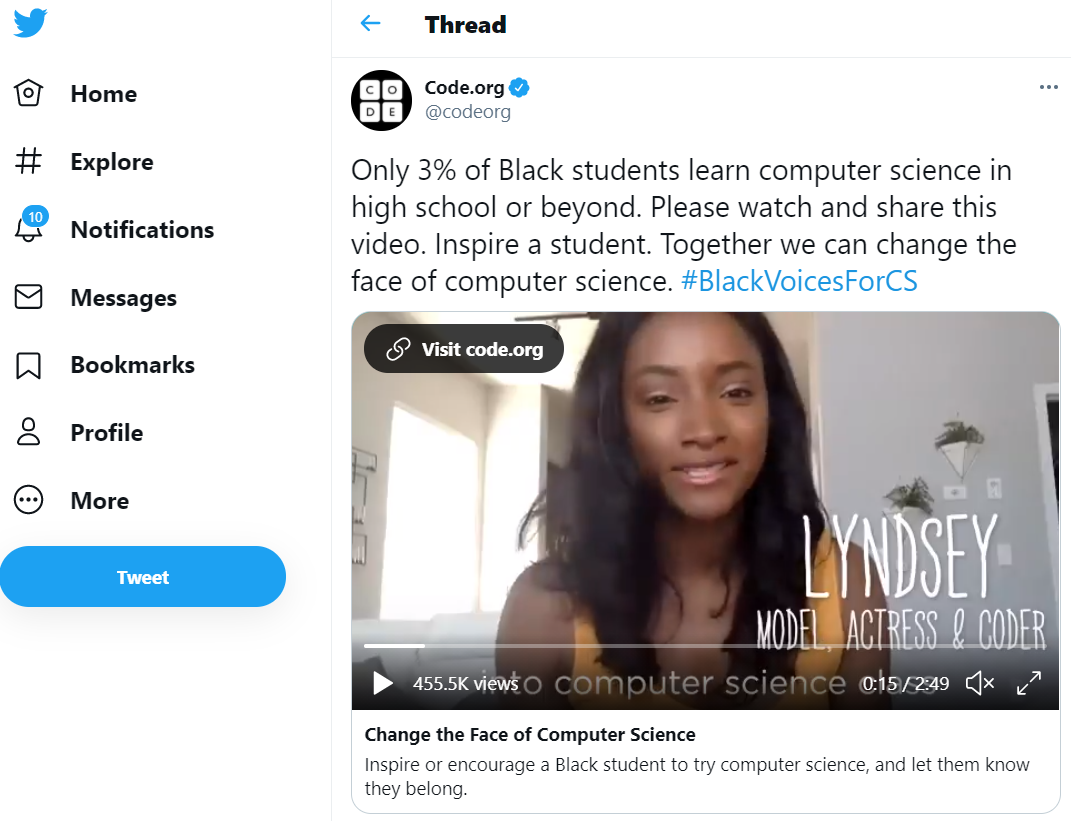 Home
Explore
10
Notifications
Messages
Bookmarks
Profile
More
Tweet
Thread
CODE
Code.org
@codeorg
Only 3% of Black students learn computer science in
high school or beyond. Please watch and share this
video. Inspire a student. Together we can change the
face of computer science. #BlackVoicesForCS
Visit code.org
LYNDSEY
MODEL, ACTRESS & CODER
into computer science class
455.5K views
0:15 / 2:49
Change the Face of Computer Science
Inspire or encourage a Black student to try computer science, and let them know
they belong.